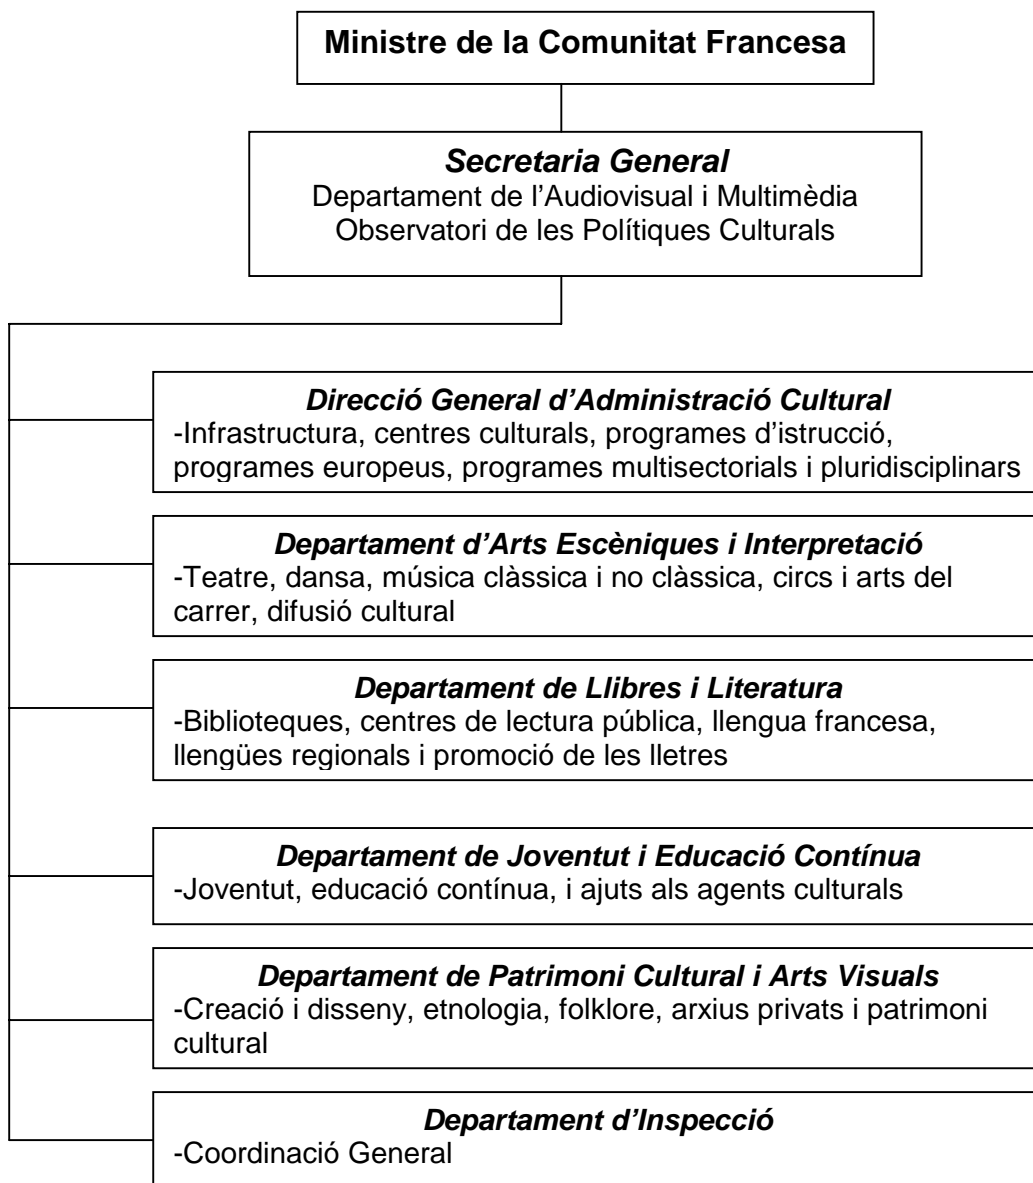 Ministre de la Comunitat Francesa
Secretaria General
Departament de l’Audiovisual i Multimèdia
Observatori de les Polítiques Culturals
Direcció General d’Administració Cultural
-Infrastructura, centres culturals, programes d’istrucció,
programes europeus, programes multisectorials i pluridisciplinars
Departament d’Arts Escèniques i Interpretació
-Teatre, dansa, música clàssica i no clàssica, circs i arts del
carrer, difusió cultural
Departament de Llibres i Literatura
-Biblioteques, centres de lectura pública, llengua francesa,
llengües regionals i promoció de les lletres
Departament de Joventut i Educació Contínua
-Joventut, educació contínua, i ajuts als agents culturals
Departament de Patrimoni Cultural i Arts Visuals
-Creació i disseny, etnologia, folklore, arxius privats i patrimoni
cultural
Departament d’Inspecció
-Coordinació General